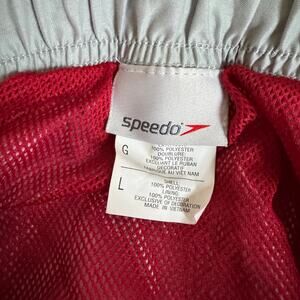 speedo
G
100% POLYESTER
DOUBLURE:
100% POLYESTER
EXCLUANT LE RUBAN
DÉCORATIF
FABRIQUÉ AU VIET NAM
L
SHELL:
100% POLYESTER
LINING:
100% POLYESTER
EXCLUSIVE OF DECORATION
MADE IN VIETNAM